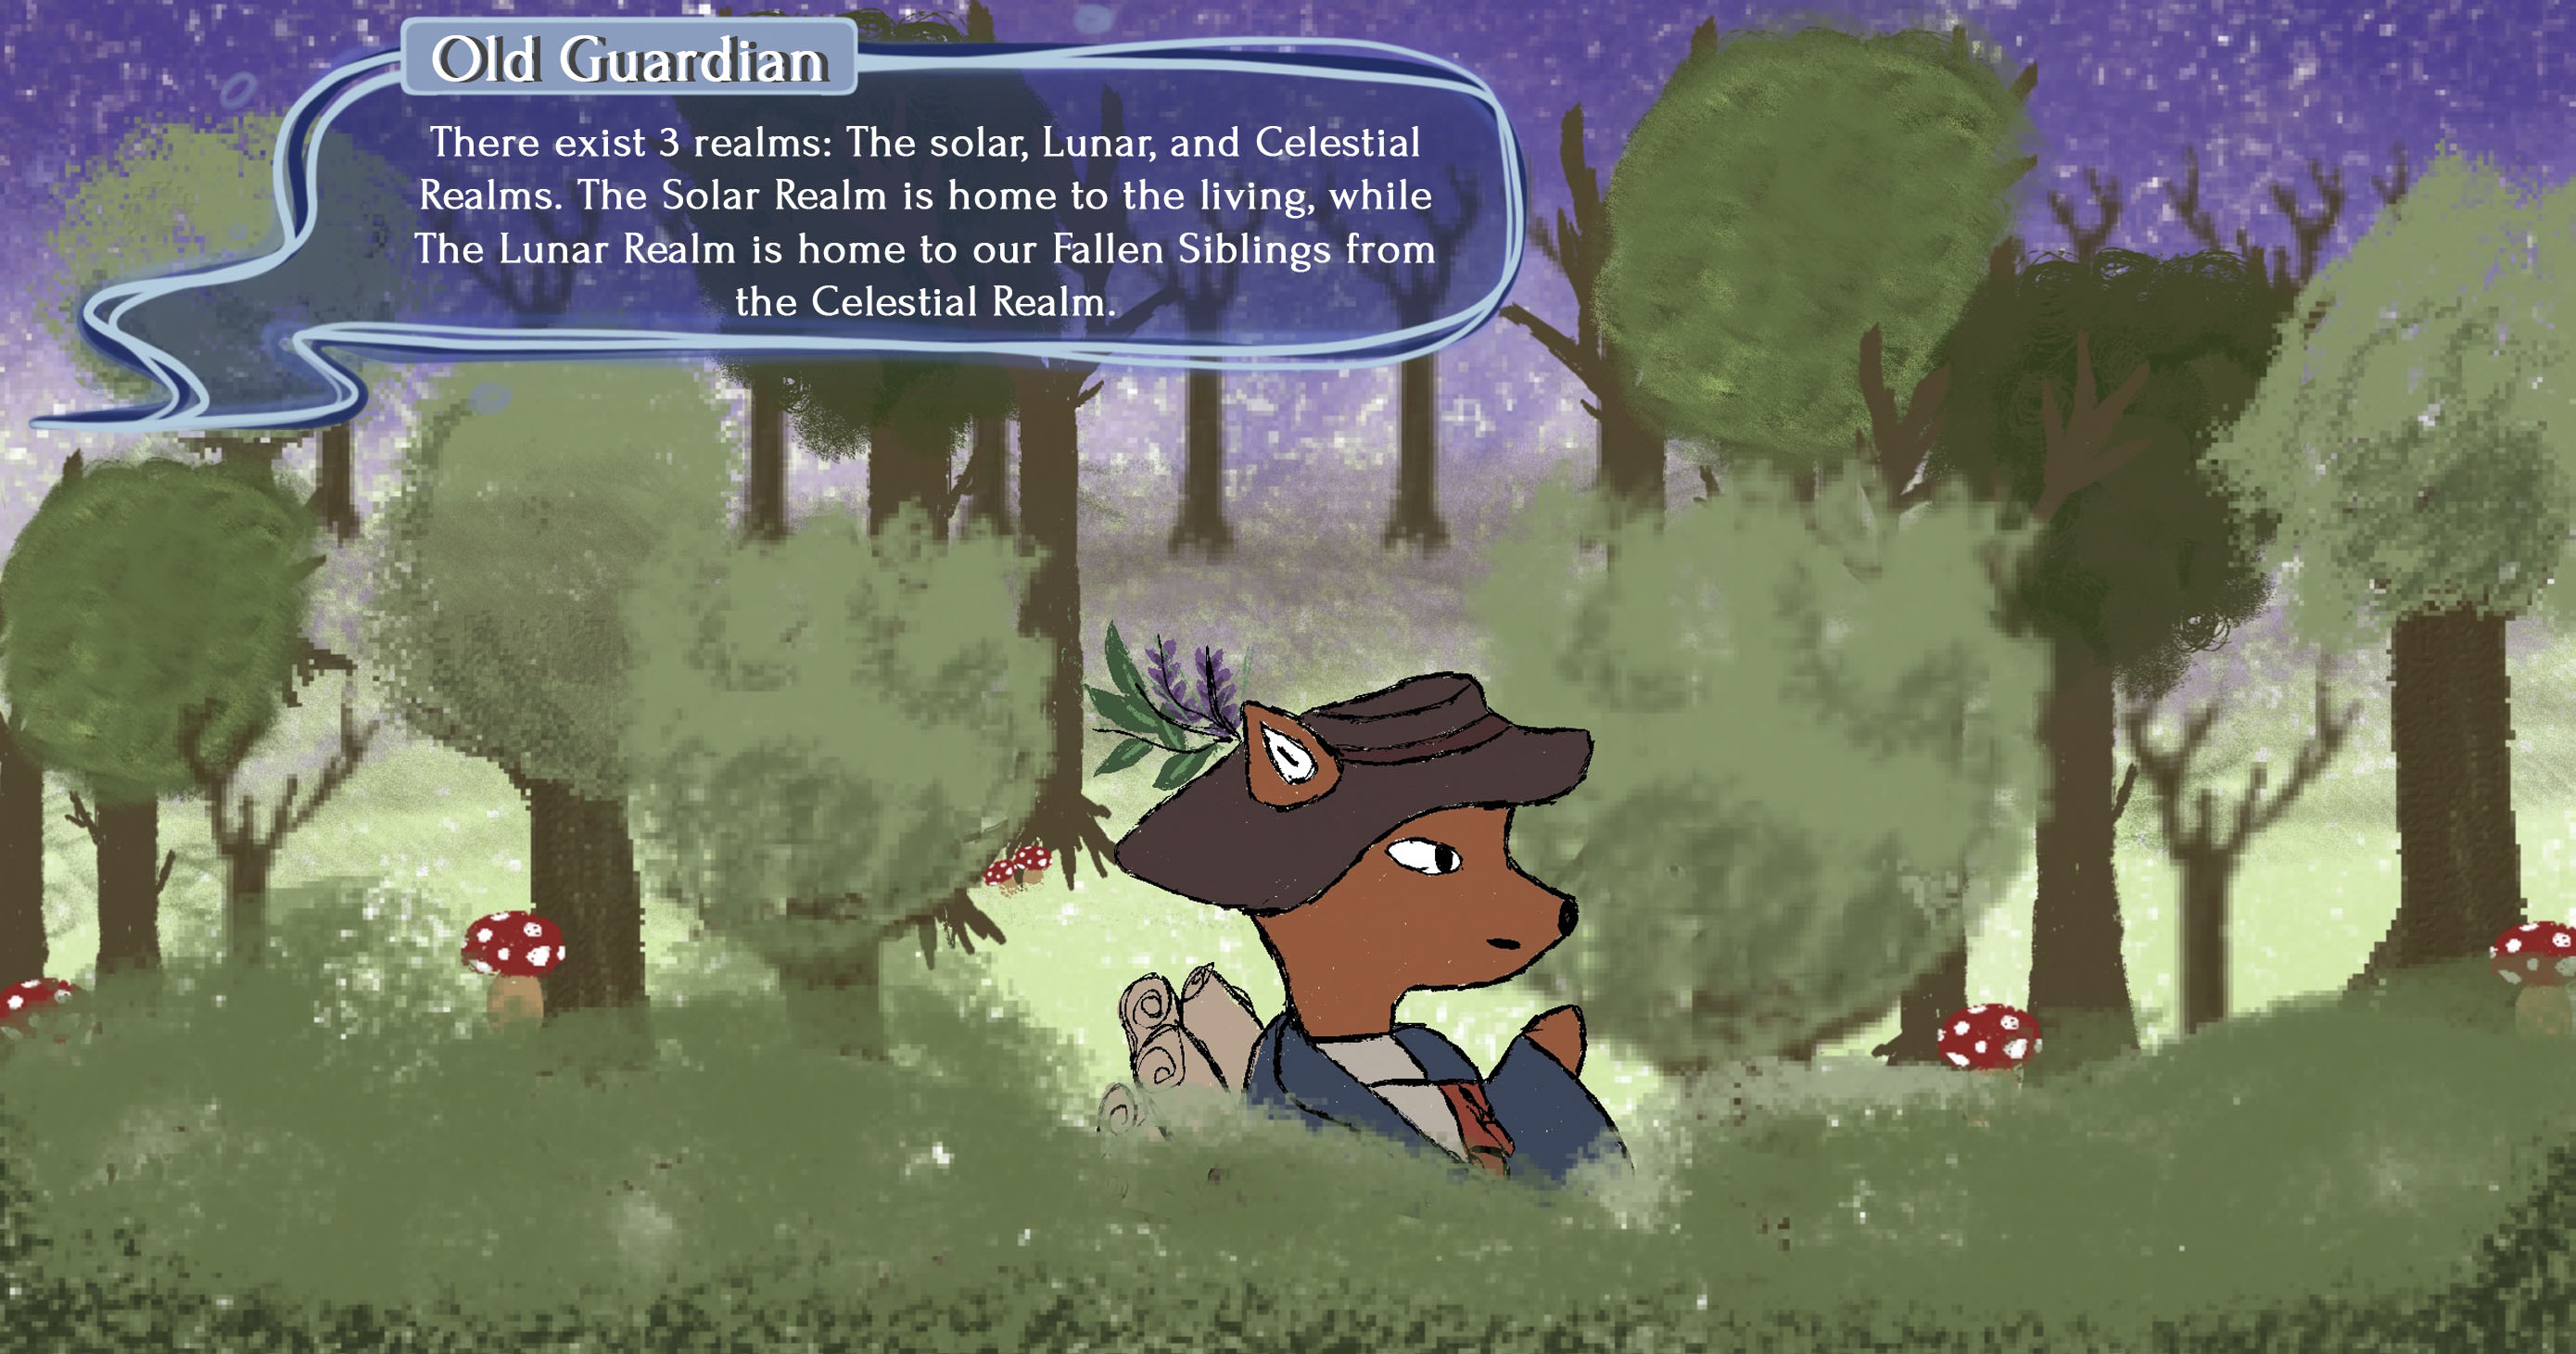 Old Guardian
There exist 3 realms: The solar, Lunar, and Celestial
Realms. The Solar Realm is home to the living, while
The Lunar Realm is home to our Fallen Siblings from
the Celestial Realm.